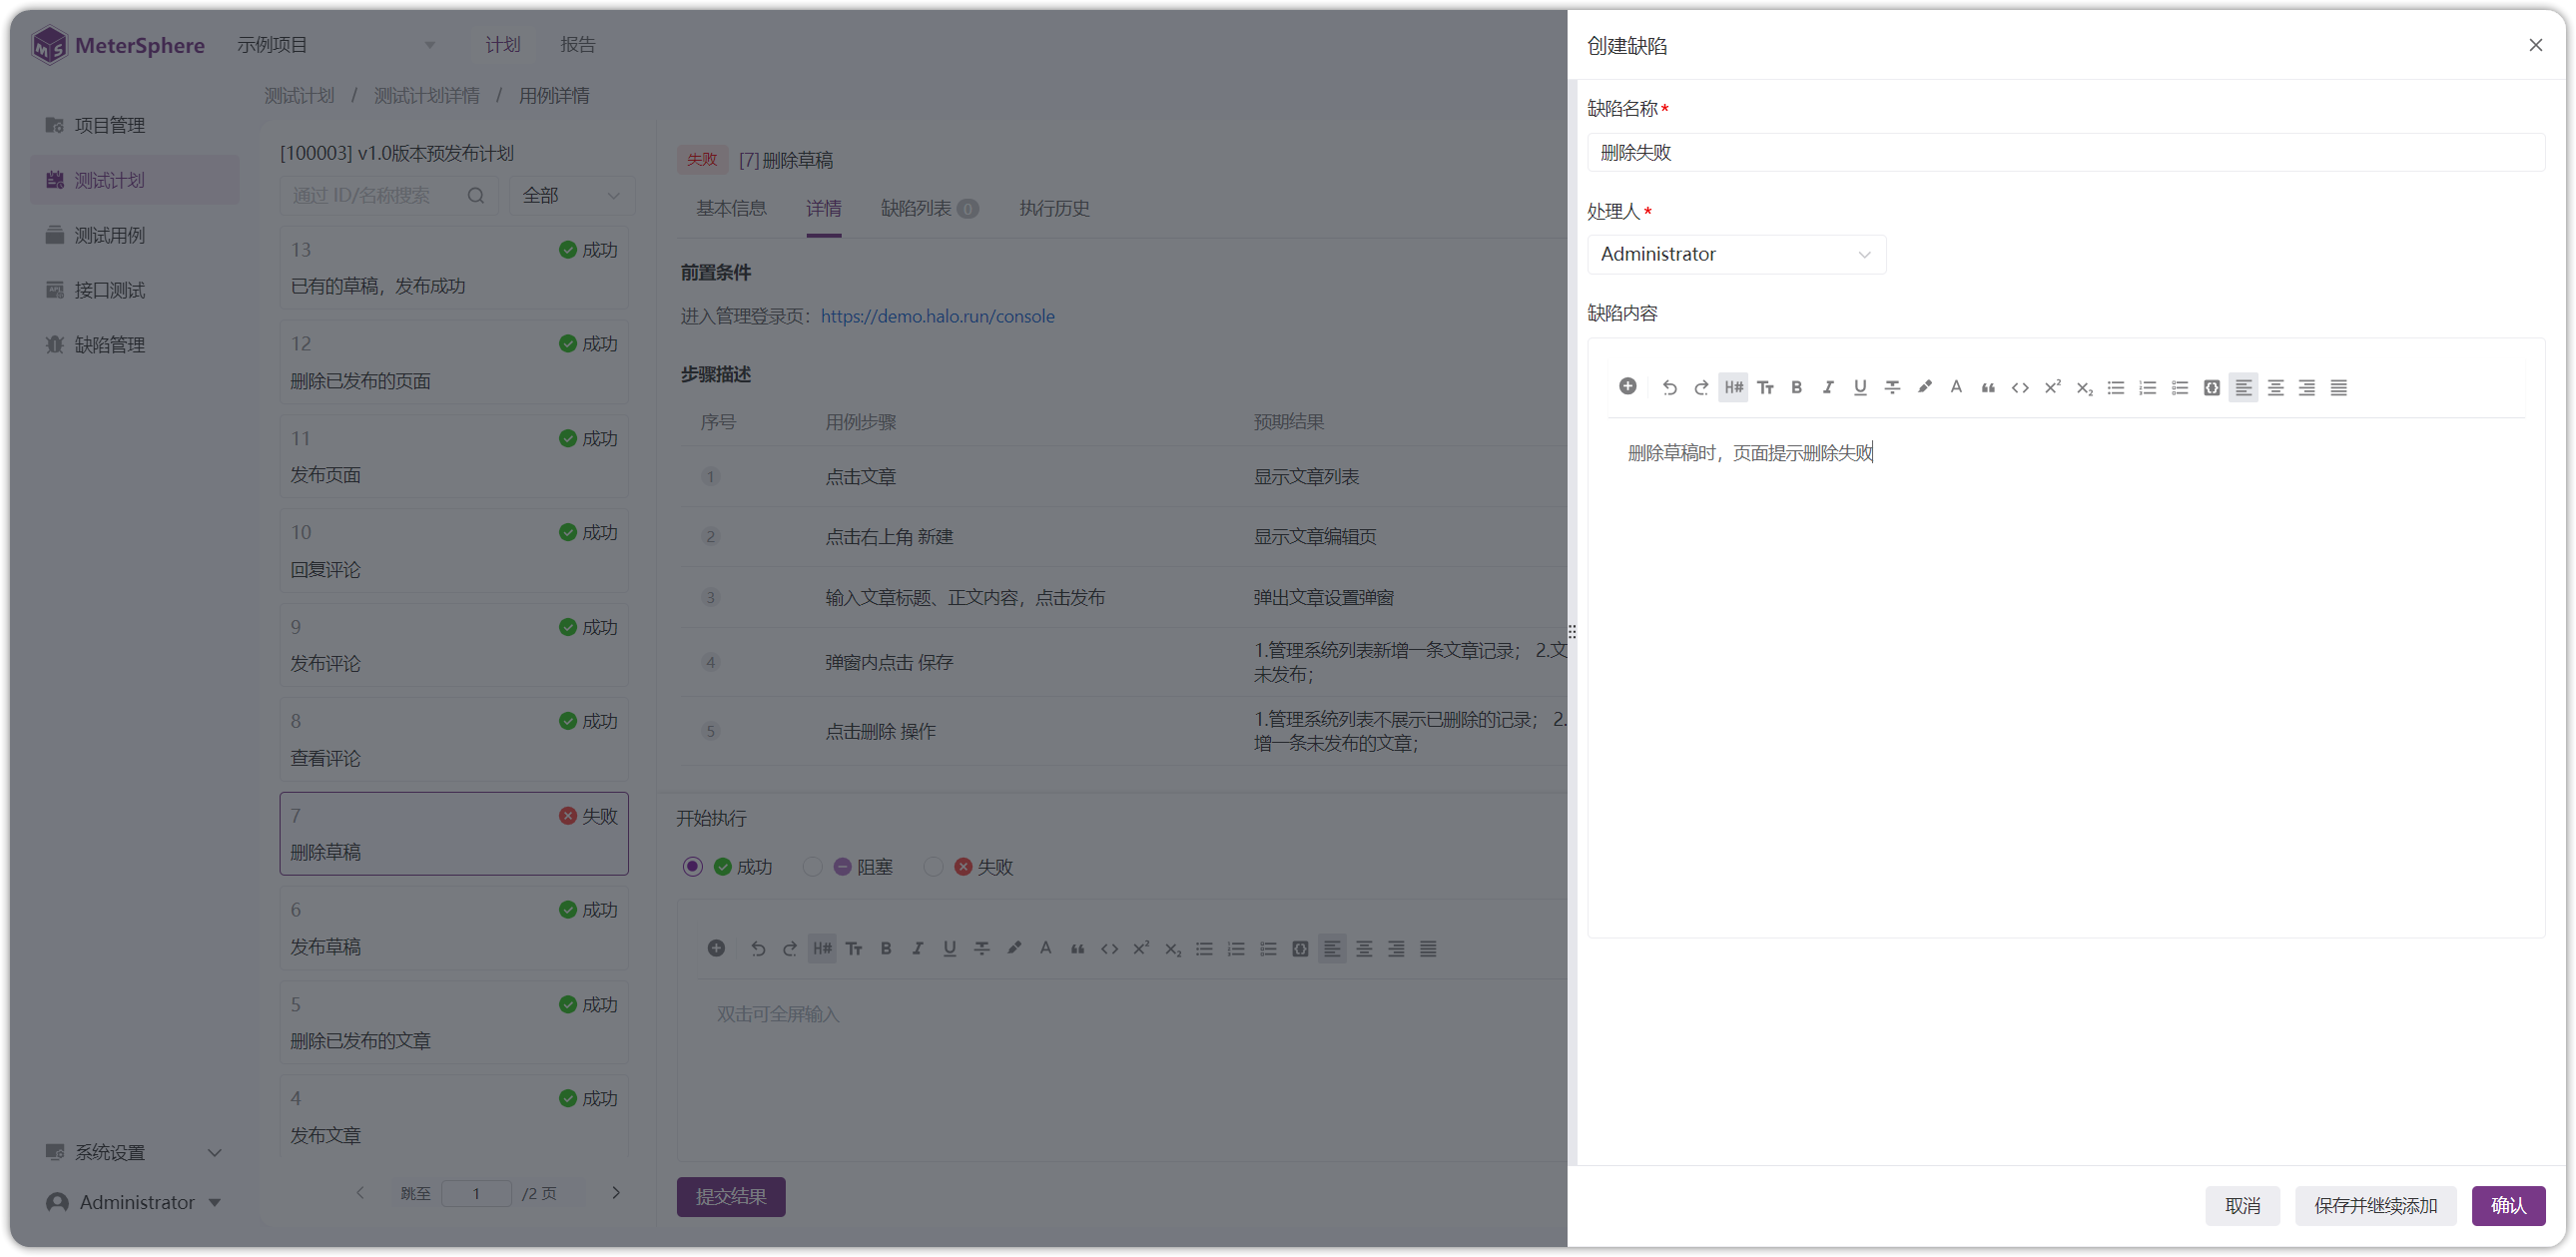 MeterSphere
示例项目
计划
报告
项目管理
测试计划
测试用例
接口测试
缺陷管理
系统设置
Administrator
测试计划 / 测试计划详情 / 用例详情
[100003] v1.0版本预发布计划
通过 ID/名称搜索
全部
13
成功
已有的草稿，发布成功
12
成功
删除已发布的页面
11
成功
发布页面
10
成功
回复评论
9
成功
发布评论
8
成功
查看评论
7
失败
删除草稿
6
成功
发布草稿
5
成功
删除已发布的文章
4
成功
发布文章
跳至 1 /2 页
失败 [7] 删除草稿
基本信息 详情 缺陷列表 0 执行历史
前置条件
进入管理登录页：https://demo.halo.run/console
步骤描述
序号 用例步骤 预期结果
1 点击文章 显示文章列表
2 点击右上角 新建 显示文章编辑页
3 输入文章标题、正文内容，点击发布 弹出文章设置弹窗
4 弹窗内点击 保存 1.管理系统列表新增一条文章记录； 2.文
未发布；
5 点击删除 操作 1.管理系统列表不展示已删除的记录； 2.
增一条未发布的文章；
开始执行
成功 阻塞 失败
双击可全屏输入
提交结果
创建缺陷
缺陷名称*
删除失败
处理人*
Administrator
缺陷内容
删除草稿时，页面提示删除失败
取消 保存并继续添加 确认